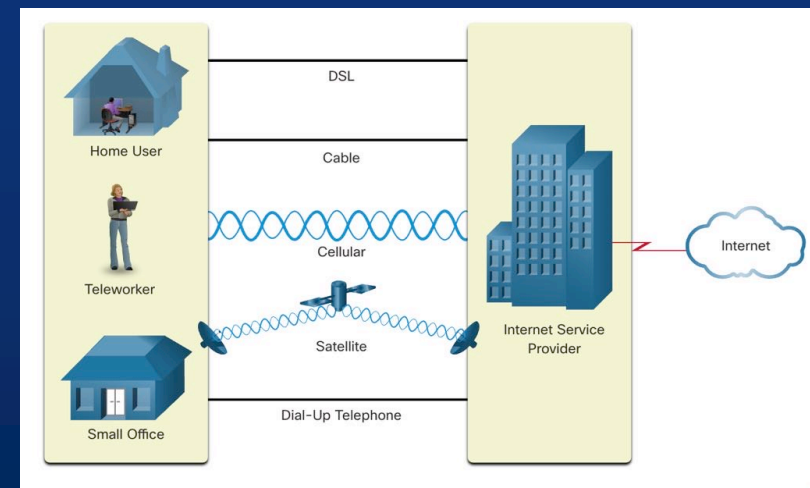 DSL
Home User
Cable
Cellular
Teleworker
Internet
Satellite
Internet Service
Provider
Dial-Up Telephone
Small Office